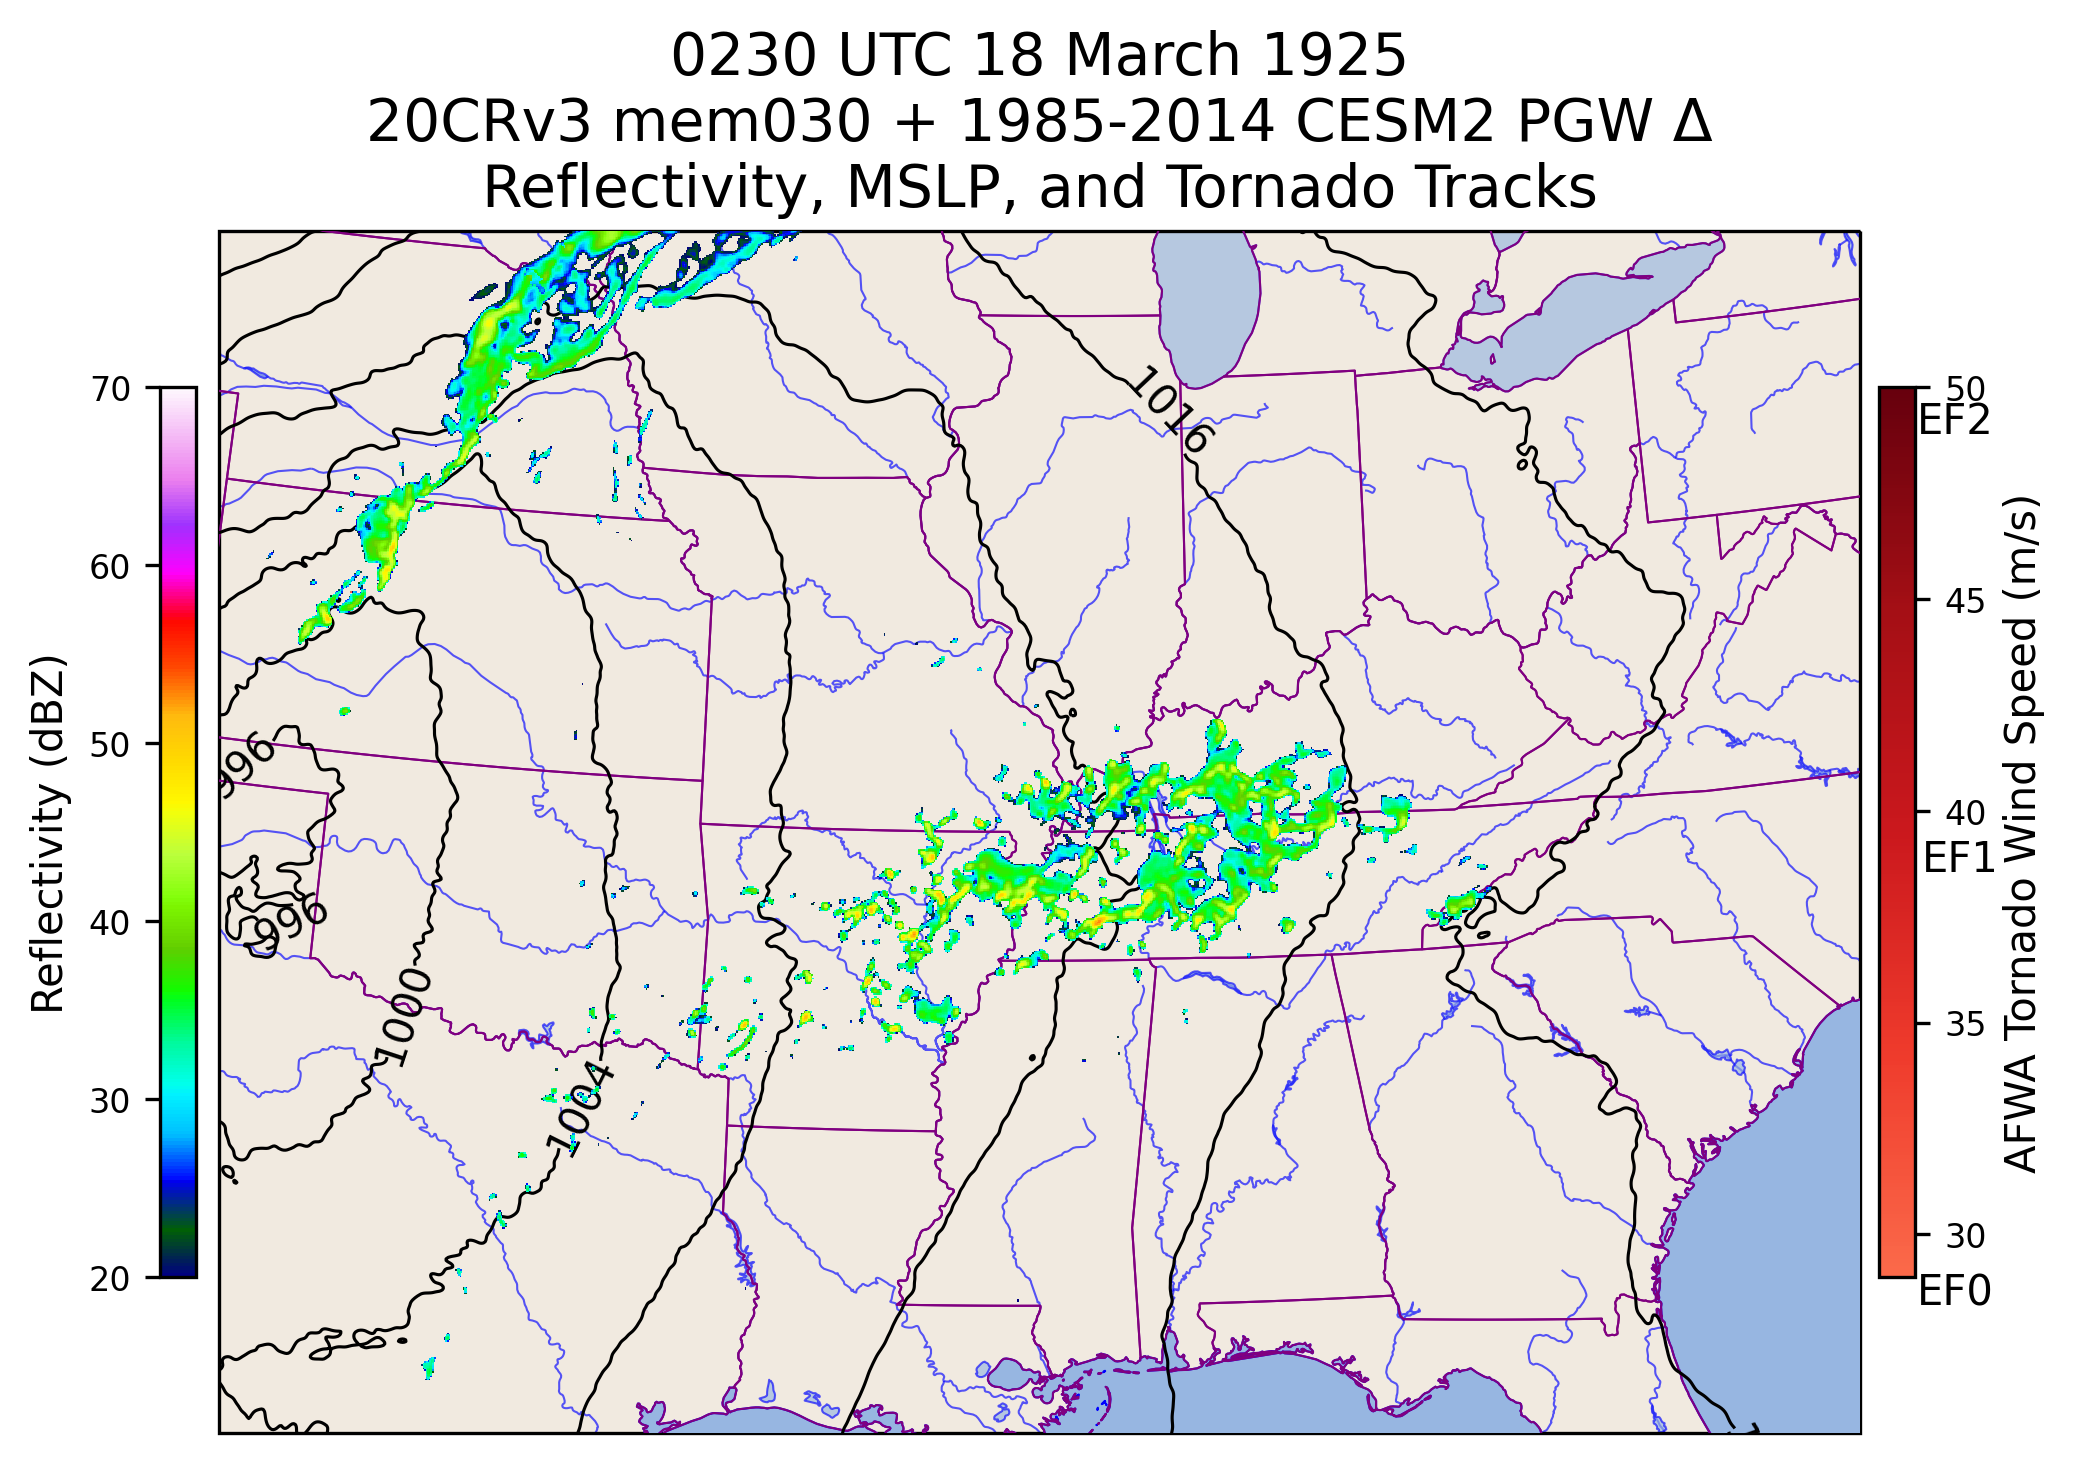 0230 UTC 18 March 1925
20CRv3 mem030 + 1985-2014 CESM2 PGW Δ
Reflectivity, MSLP, and Tornado Tracks
Reflectivity (dBZ)
70
60
50
40
30
20
1016
996
996
1000
1004
50
EF2
45
40
EF1
35
30
EF0
AFWA Tornado Wind Speed (m/s)